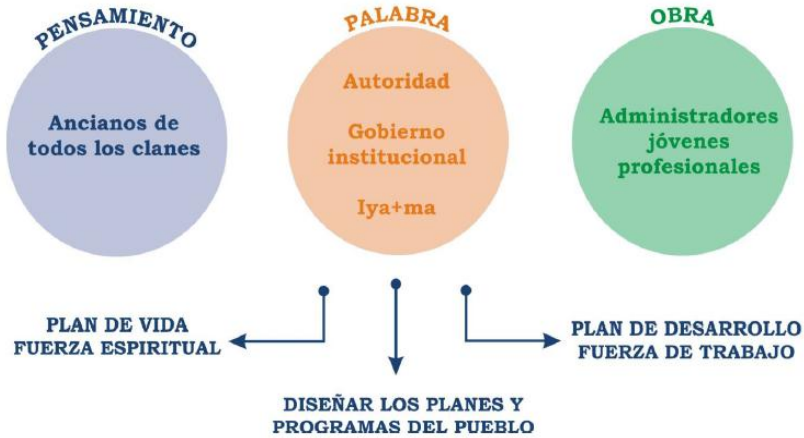 PENSAMIENTO
Ancianos de
todos los clanes
PALABRA
Autoridad
Gobierno
institucional
Iya+ma
OBRA
Administradores
jóvenes
profesionales
PLAN DE VIDA
FUERZA ESPIRITUAL
DISEÑAR LOS PLANES Y
PROGRAMAS DEL PUEBLO
PLAN DE DESARROLLO
FUERZA DE TRABAJO